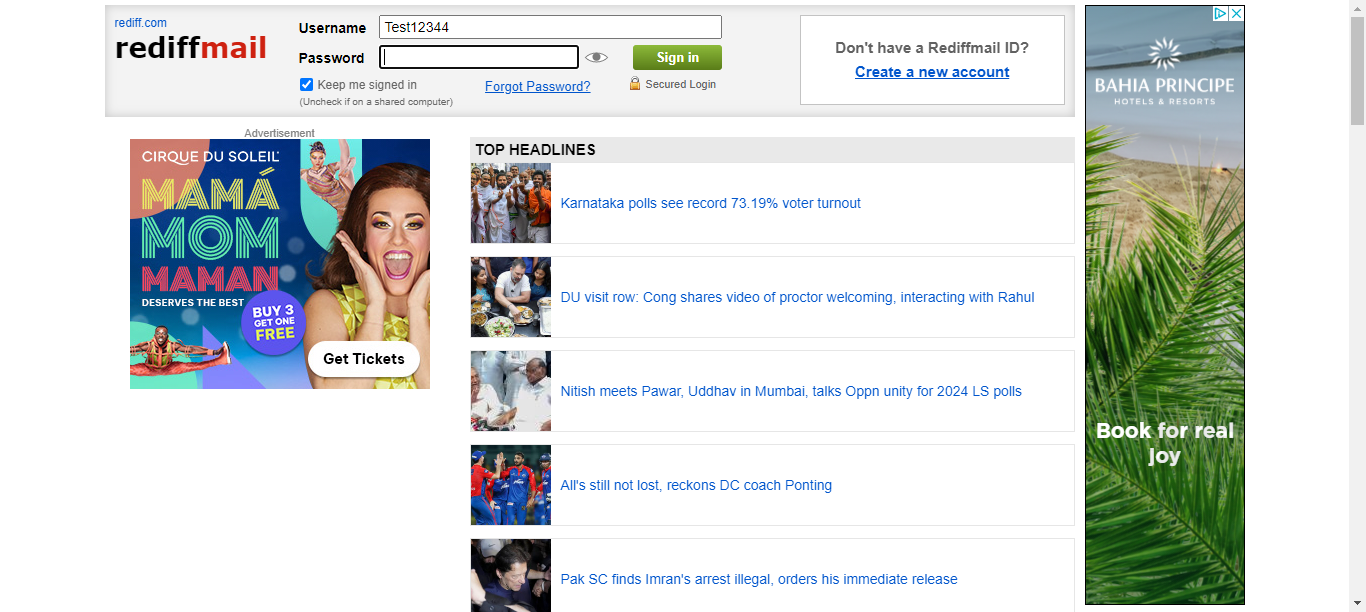 rediff.com
rediffmail
Username
Test12344
Password
Sign in
Keep me signed in
(Uncheck if on a shared computer)
Forgot Password?
Secured Login
Don't have a Rediffmail ID?
Create a new account
Advertisement
CIRQUE DU SOLEIL
MAMÁ
MOM
MAMAN
DESERVES THE BEST
BUY 3
GET ONE
FREE
Get Tickets
TOP HEADLINES
Karnataka polls see record 73.19% voter turnout
DU visit row: Cong shares video of proctor welcoming, interacting with Rahul
Nitish meets Pawar, Uddhav in Mumbai, talks Oppn unity for 2024 LS polls
All's still not lost, reckons DC coach Ponting
Pak SC finds Imran's arrest illegal, orders his immediate release
BAHIA PRINCIPE
HOTELS & RESORTS
Book for real
joy